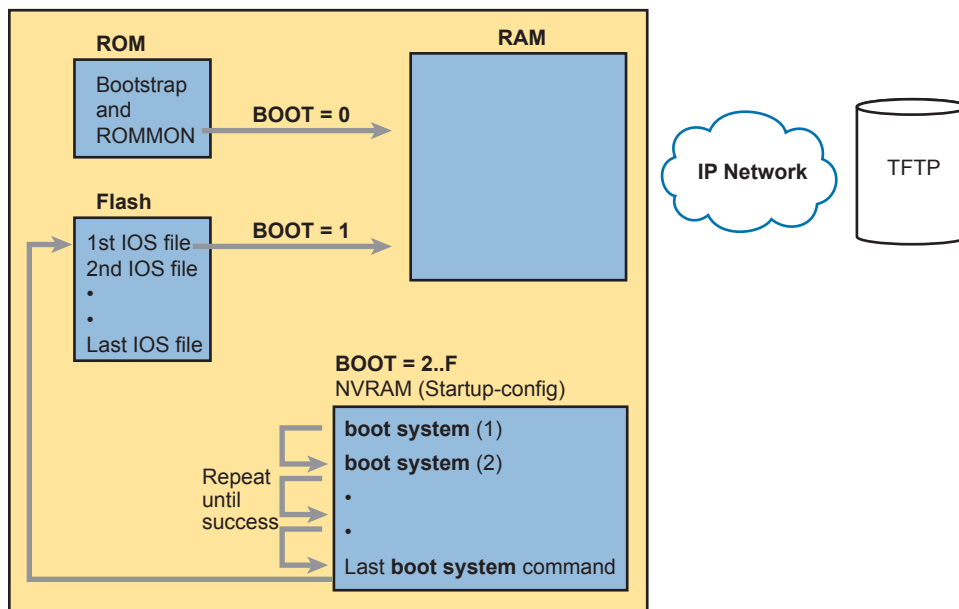 ROM
Bootstrap
and
ROMMON
BOOT = 0
RAM
IP Network
TFTP
Flash
1st IOS file
2nd IOS file
•
•
Last IOS file
BOOT = 1
BOOT = 2..F
NVRAM (Startup-config)
boot system (1)
boot system (2)
•
•
Last boot system command
Repeat
until
success